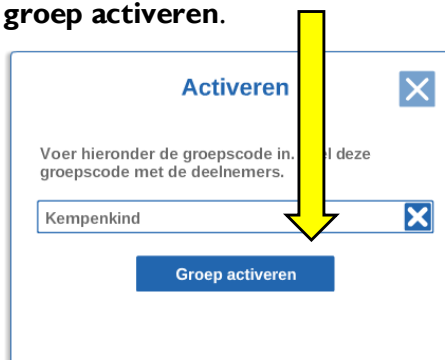 groep activeren.
Activeren
Voer hieronder de groepscode in. deze
groepscode met de deelnemers.
Kempenkind
Groep activeren